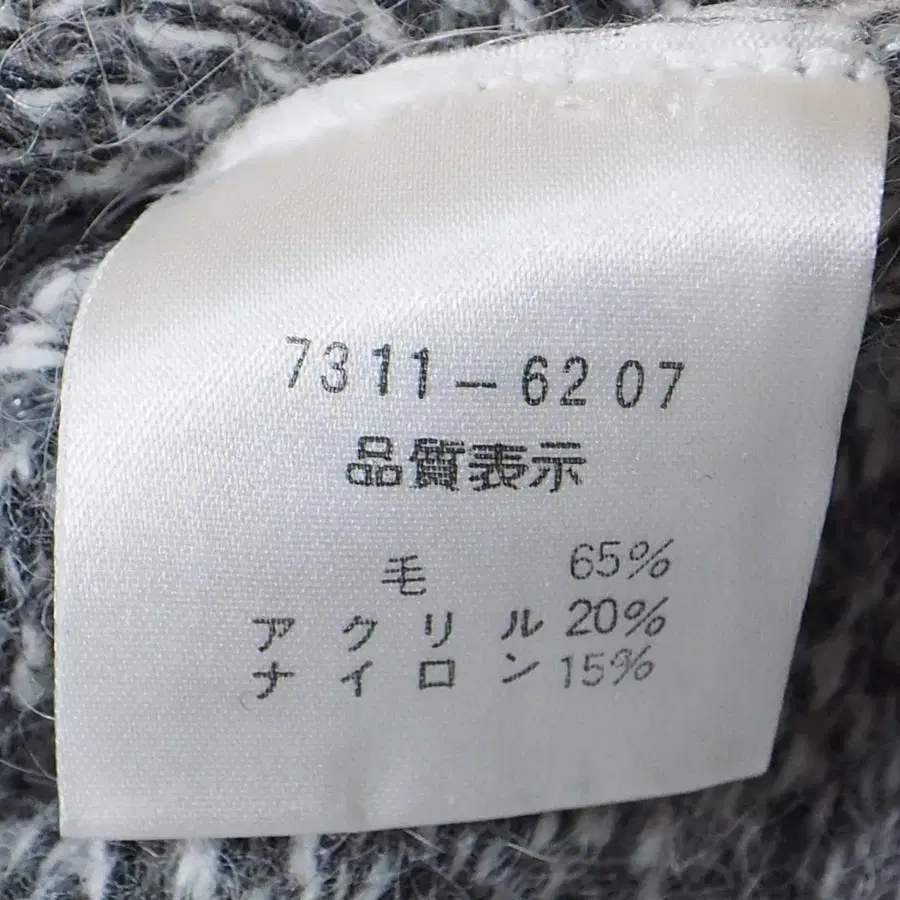 7311-6207
品質表示
毛 65%
アクリル 20%
ナイロン 15%